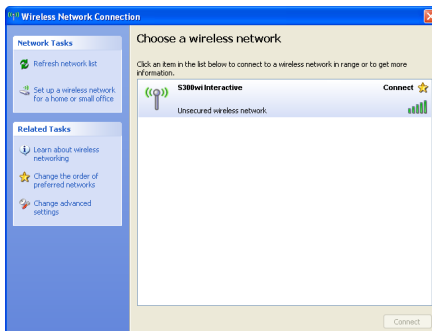 Wireless Network Connection
Network Tasks
Refresh network list
Set up a wireless network
for a home or small office
Related Tasks
Learn about wireless
networking
Change the order of
preferred networks
Change advanced
settings
Choose a wireless network
Click an item in the list below to connect to a wireless network in range or to get more
information.
S300wi Interactive Connect
Unsecured wireless network
Connect